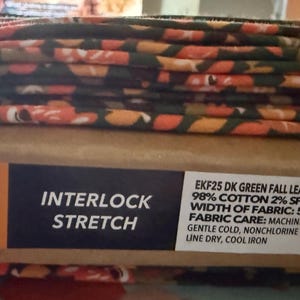 INTERLOCK
STRETCH
EKF25 DK GREEN FALL LEA
98% COTTON 2% SP
WIDTH OF FABRIC: 5
FABRIC CARE: MACHIN
GENTLE COLD, NONCHLORINE
LINE DRY, COOL IRON